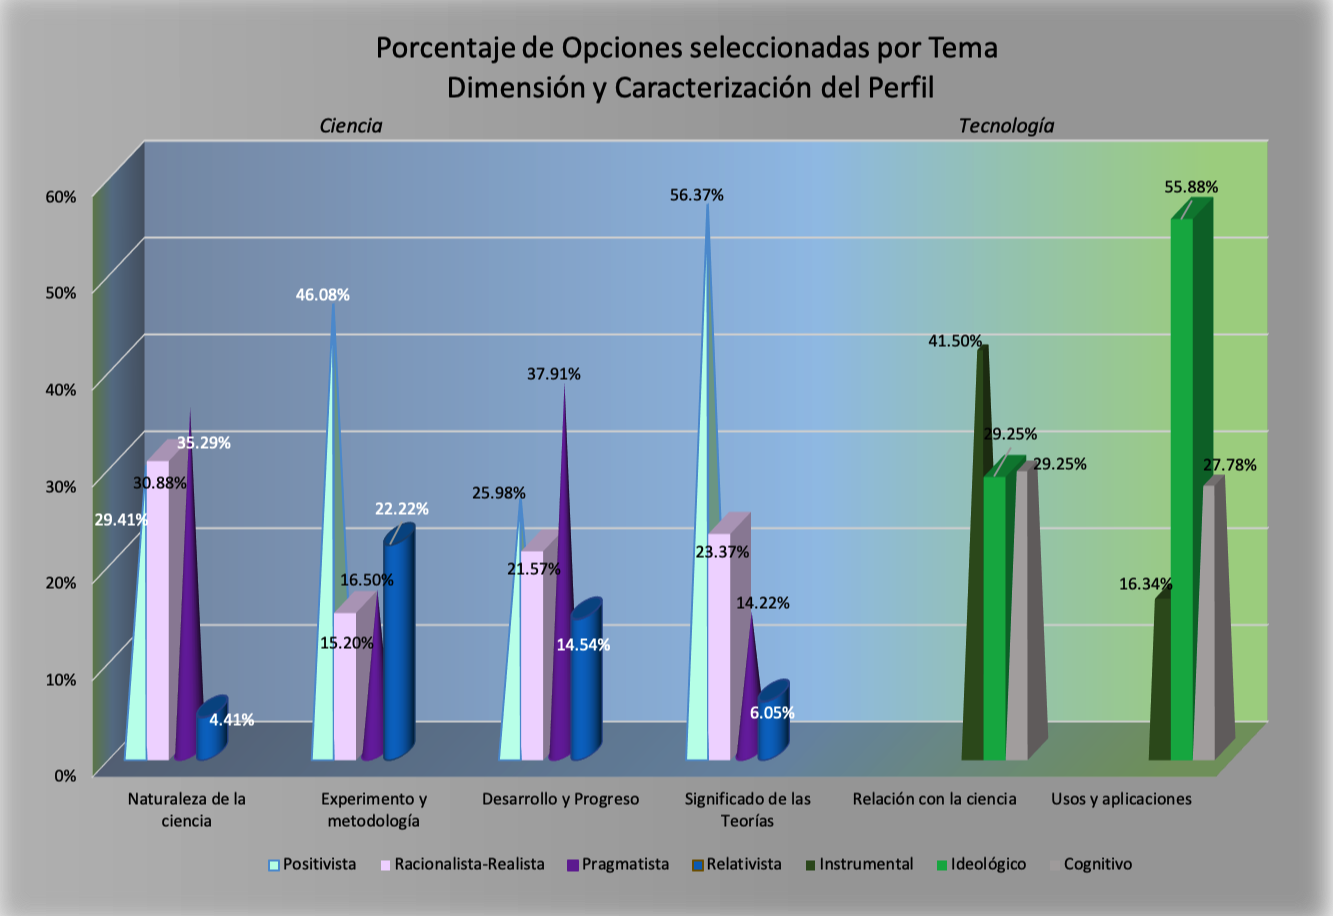 Porcentaje de Opciones seleccionadas por Tema
Dimensión y Caracterización del Perfil
Ciencia
Tecnología
60%
50%
40%
30%
20%
10%
0%
29.41%
30.88%
35.29%
4.41%
46.08%
15.20%
16.50%
22.22%
25.98%
21.57%
37.91%
14.54%
56.37%
23.37%
14.22%
6.05%
41.50%
29.25%
29.25%
16.34%
55.88%
27.78%
Naturaleza de la
ciencia
Experimento y
metodología
Desarrollo y Progreso
Significado de las
Teorías
Relación con la ciencia
Usos y aplicaciones
Positivista
Racionalista-Realista
Pragmatista
Relativista
Instrumental
Ideológico
Cognitivo